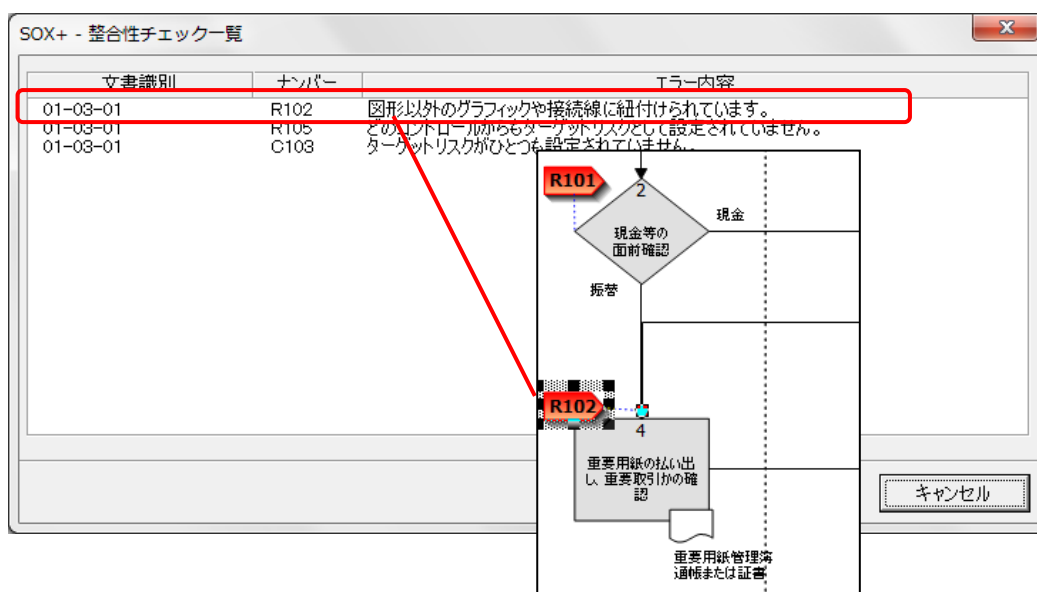 SOX+ - 整合性チェック一覧
文書識別 ナンバー エラー内容
01-03-01 R102 図形以外のグラフィックや接続線に紐付けられています。
01-03-01 R105 どのコントロールからもターゲットリスクとして設定されていません。
01-03-01 C103 ターゲットリスクがひとつも設定されていません。
R101
2
現金
現金等の
面前確認
振替
R102
4
重要用紙の払い出
し、重要取引かの確
認
キャンセル
重要用紙管理簿
通帳または証書